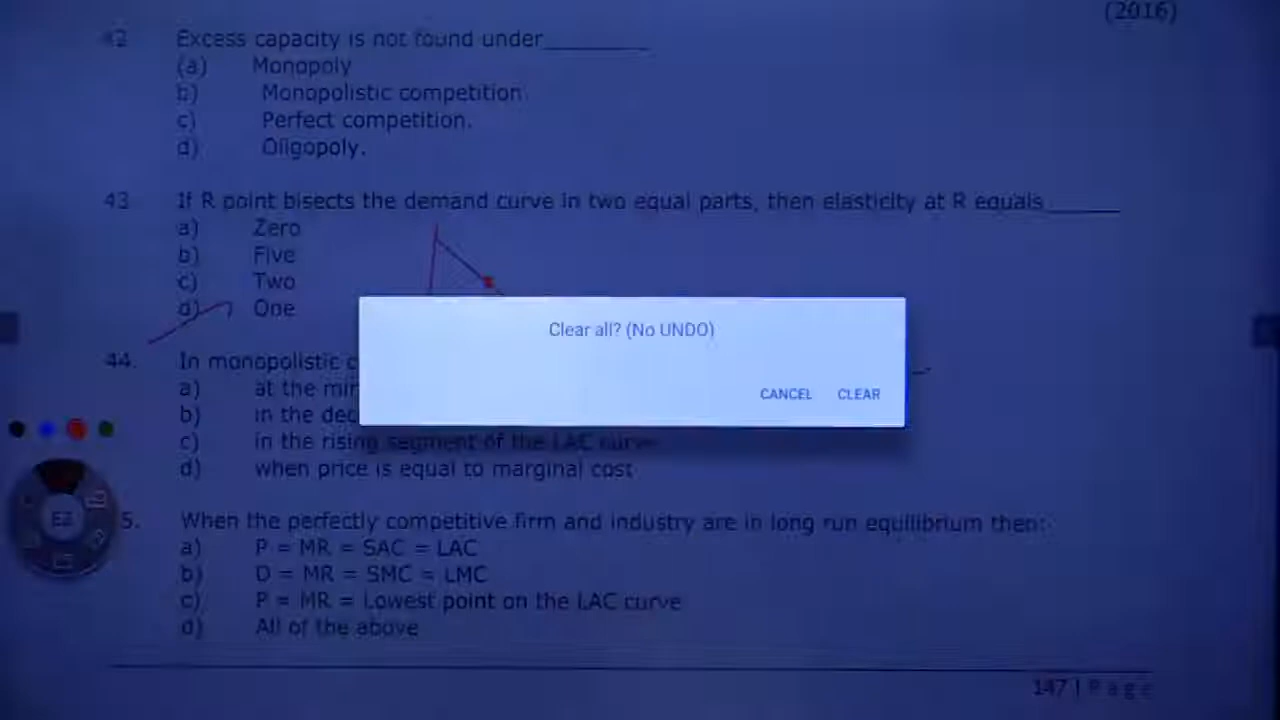 (2016)
42 Excess capacity is not found under________
(a) Monopoly
b) Monopolistic competition
c) Perfect competition.
d) Oligopoly.
43 If R point bisects the demand curve in two equal parts, then elasticity at R equals______
a) Zero
b) Five
c) Two
d) One
Clear all? (No UNDO)
CANCEL CLEAR
44. In monopolistic
a) at the
b) in the
c) in the rising segment of the LAC curve
d) when price is equal to marginal cost
5. When the perfectly competitive firm and industry are in long run equilibrium then:
a) P = MR = SAC = LAC
b) D = MR = SMC = LMC
c) P = MR = Lowest point on the LAC curve
d) All of the above
EZ
147 | Page